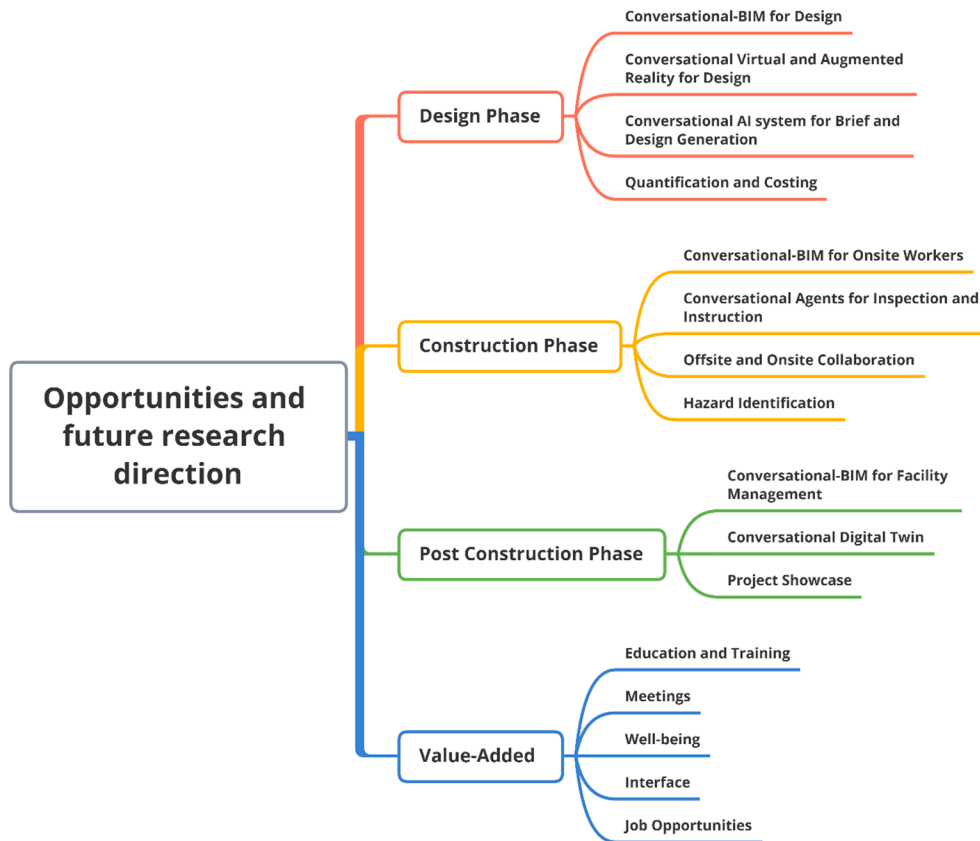 Opportunities and
future research
direction
Design Phase
Conversational-BIM for Design
Conversational Virtual and Augmented
Reality for Design
Conversational AI system for Brief and
Design Generation
Quantification and Costing
Construction Phase
Conversational-BIM for Onsite Workers
Conversational Agents for Inspection and
Instruction
Offsite and Onsite Collaboration
Hazard Identification
Post Construction Phase
Conversational-BIM for Facility
Management
Conversational Digital Twin
Project Showcase
Value-Added
Education and Training
Meetings
Well-being
Interface
Job Opportunities